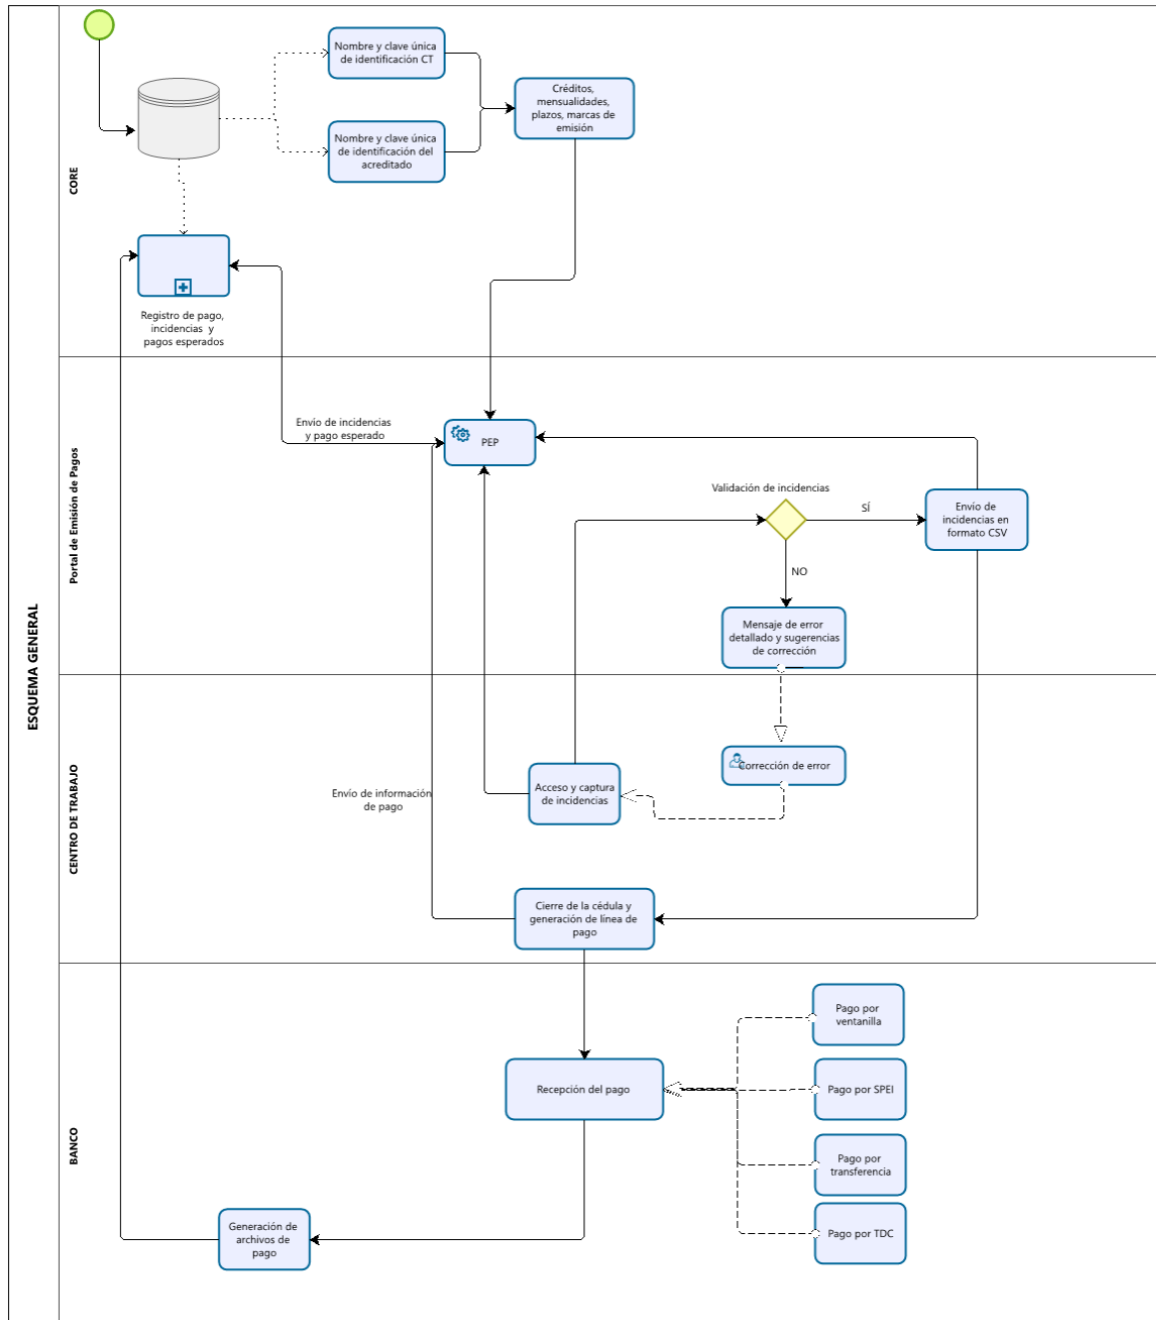 ESQUEMA GENERAL
CORE
Nombre y clave única
de identificación CT
Nombre y clave única
de identificación del
acreditado
Créditos,
mensualidades,
plazos, marcas de
emisión
Registro de pago,
incidencias y
pagos esperados
Portal de Emisión de Pagos
Envío de incidencias
y pago esperado
PEP
Validación de incidencias
SÍ
Envío de
incidencias en
formato CSV
NO
Mensaje de error
detallado y sugerencias
de corrección
CENTRO DE TRABAJO
Corrección de error
Acceso y captura
de incidencias
Envío de información
de pago
Cierre de la cédula y
generación de línea de
pago
BANCO
Pago por
ventanilla
Recepción del pago
Pago por SPEI
Pago por
transferencia
Generación de
archivos de
pago
Pago por TDC